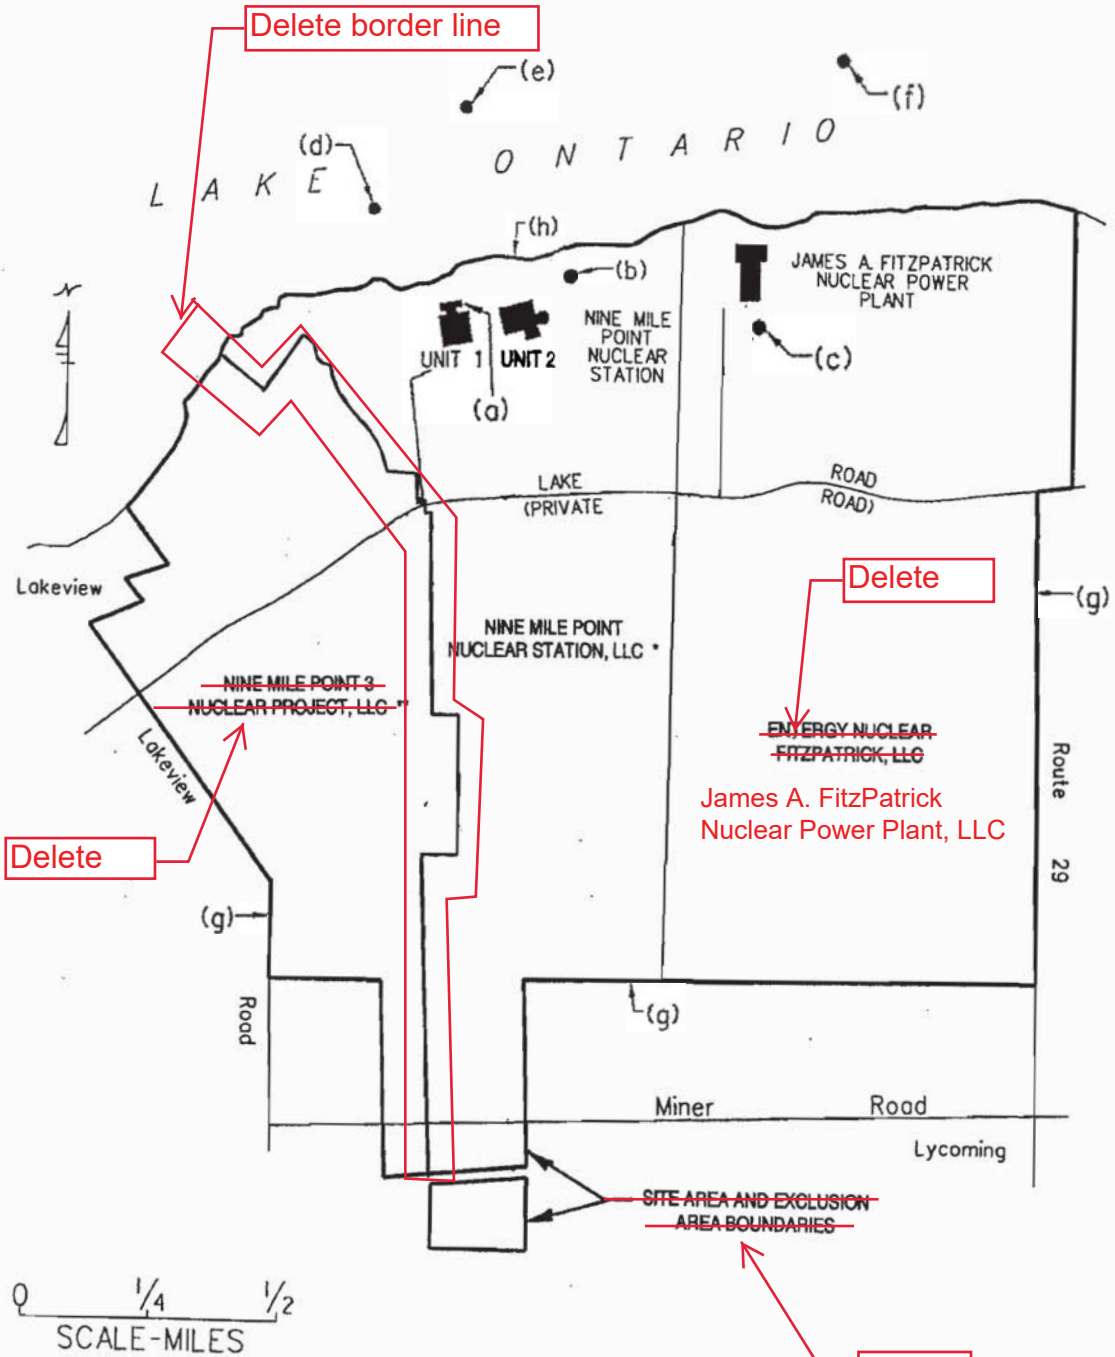 Delete border line
(e)
(f)
(d)
LAKE ONTARIO
(h)
(b)
JAMES A. FITZPATRICK
NUCLEAR POWER
PLANT
N
NINE MILE
POINT
NUCLEAR
STATION
UNIT 1
UNIT 2
(c)
(a)
LAKE ROAD
(PRIVATE ROAD)
Lakeview
Delete
(g)
NINE MILE POINT
NUCLEAR STATION, LLC *
NINE MILE POINT 3
NUCLEAR PROJECT, LLC
ENTERGY NUCLEAR
FITZPATRICK, LLC
Lakeview
Route 29
James A. FitzPatrick
Nuclear Power Plant, LLC
Delete
(g)
Road
(g)
Miner Road
Lycoming
SITE AREA AND EXCLUSION
AREA BOUNDARIES
0 1/4 1/2
SCALE-MILES